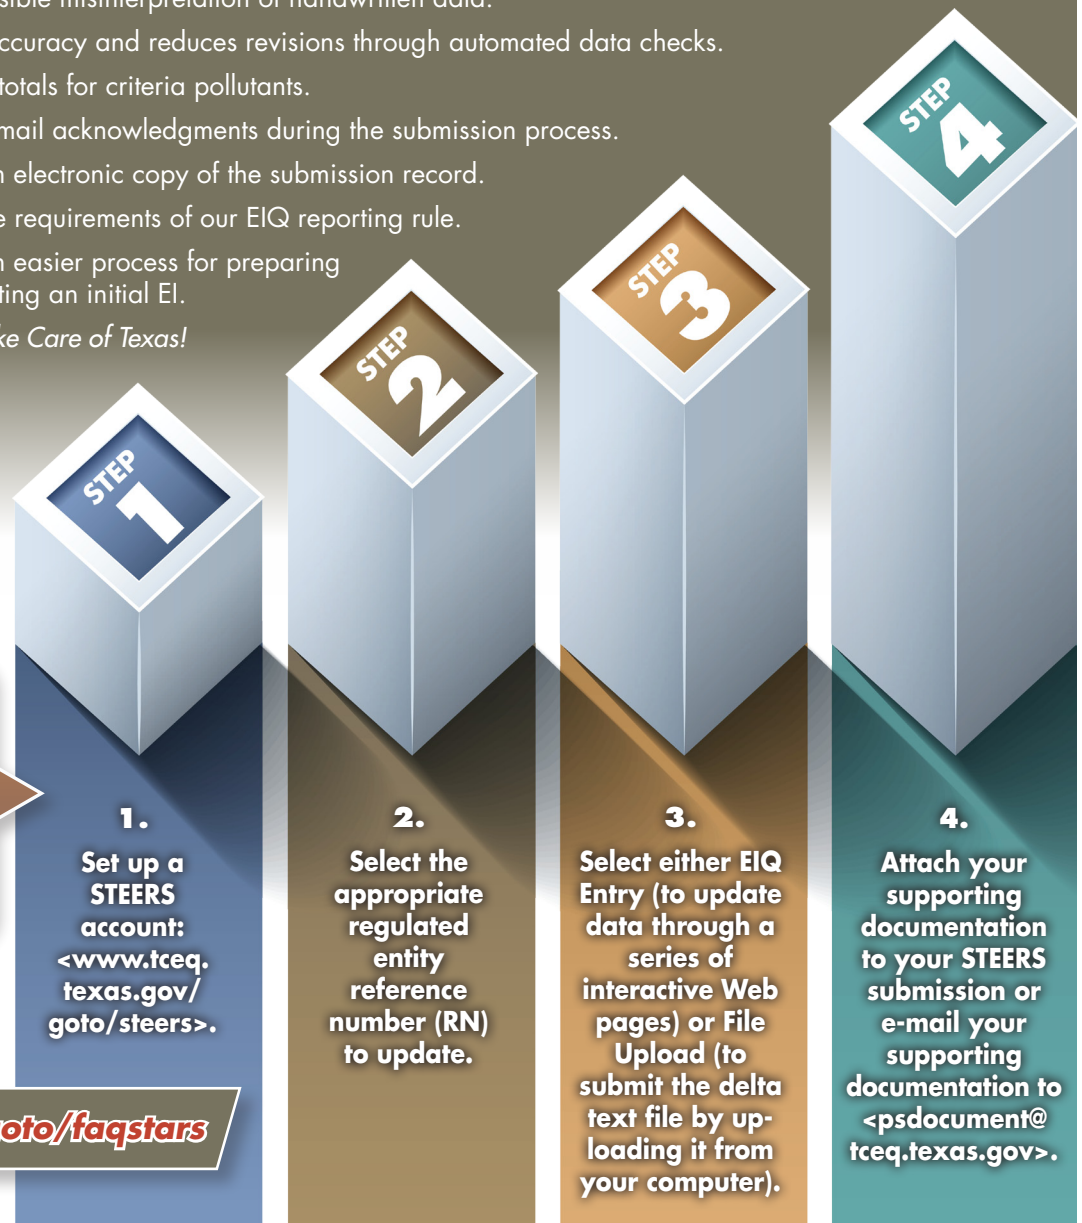 misinterpretation of handwritten data.
accuracy and reduces revisions through automated data checks.
totals for criteria pollutants.
mail acknowledgments during the submission process.
electronic copy of the submission record.
requirements of our EIQ reporting rule.
easier process for preparing
ting an initial EI.
ke Care of Texas!
STEP
1
STEP
2
STEP
3
STEP
4
1.
Set up a
STEERS
account:
<www.tceq.
texas.gov/
goto/steers>.
2.
Select the
appropriate
regulated
entity
reference
number (RN)
to update.
3.
Select either EIQ
Entry (to update
data through a
series of
interactive Web
pages) or File
Upload (to
submit the delta
text file by up-
loading it from
your computer).
4.
Attach your
supporting
documentation
to your STEERS
submission or
e-mail your
supporting
documentation to
<psdocument@
tceq.texas.gov>.
oto/faqstars